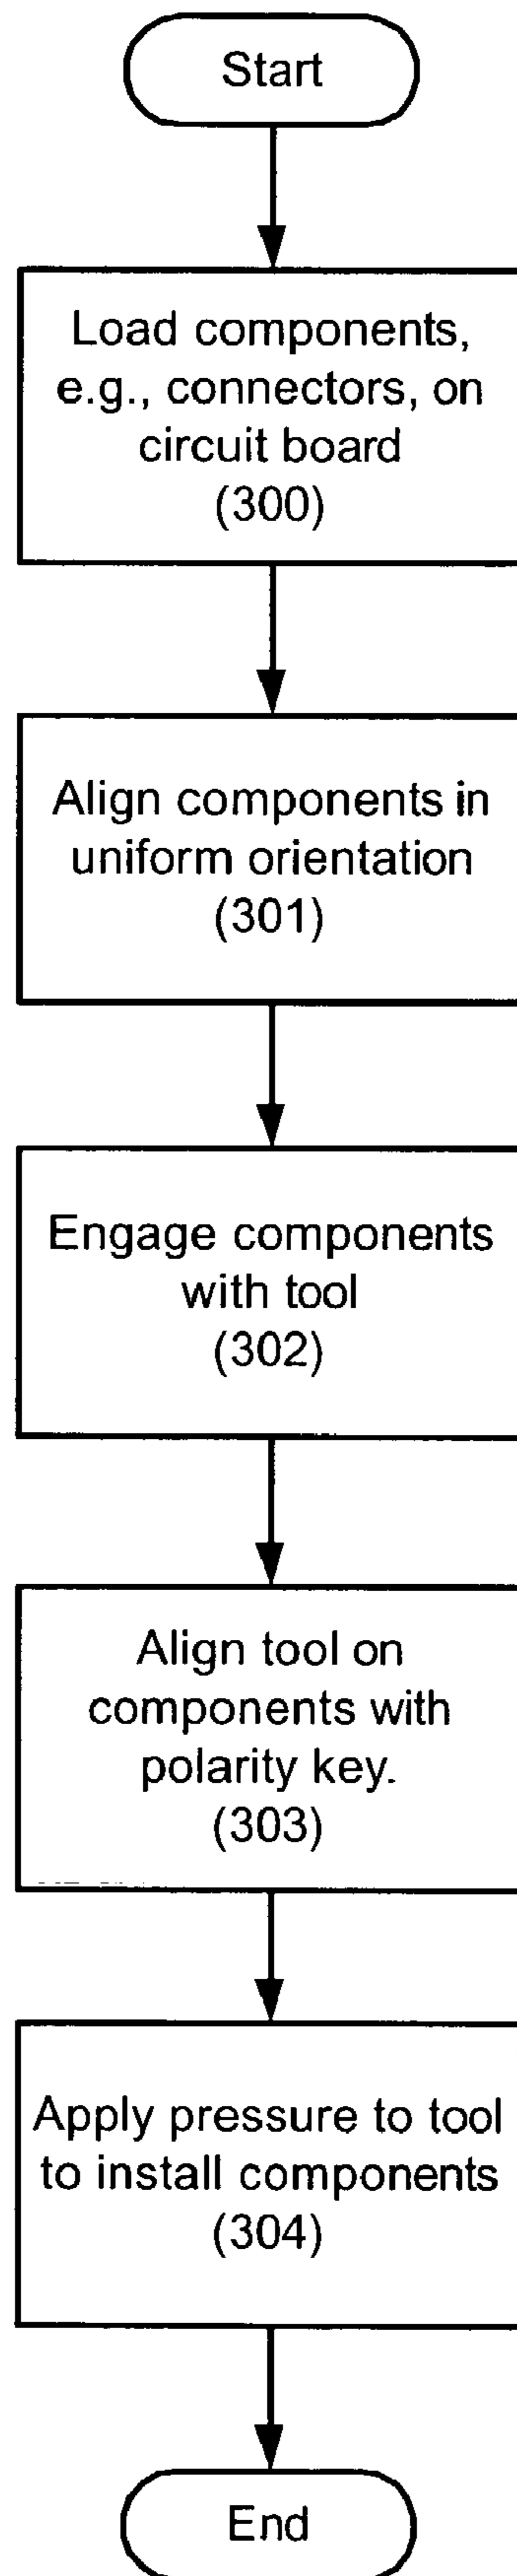 Start
Load components,
e.g., connectors, on
circuit board
(300)
Align components in
uniform orientation
(301)
Engage components
with tool
(302)
Align tool on
components with
polarity key.
(303)
Apply pressure to tool
to install components
(304)
End